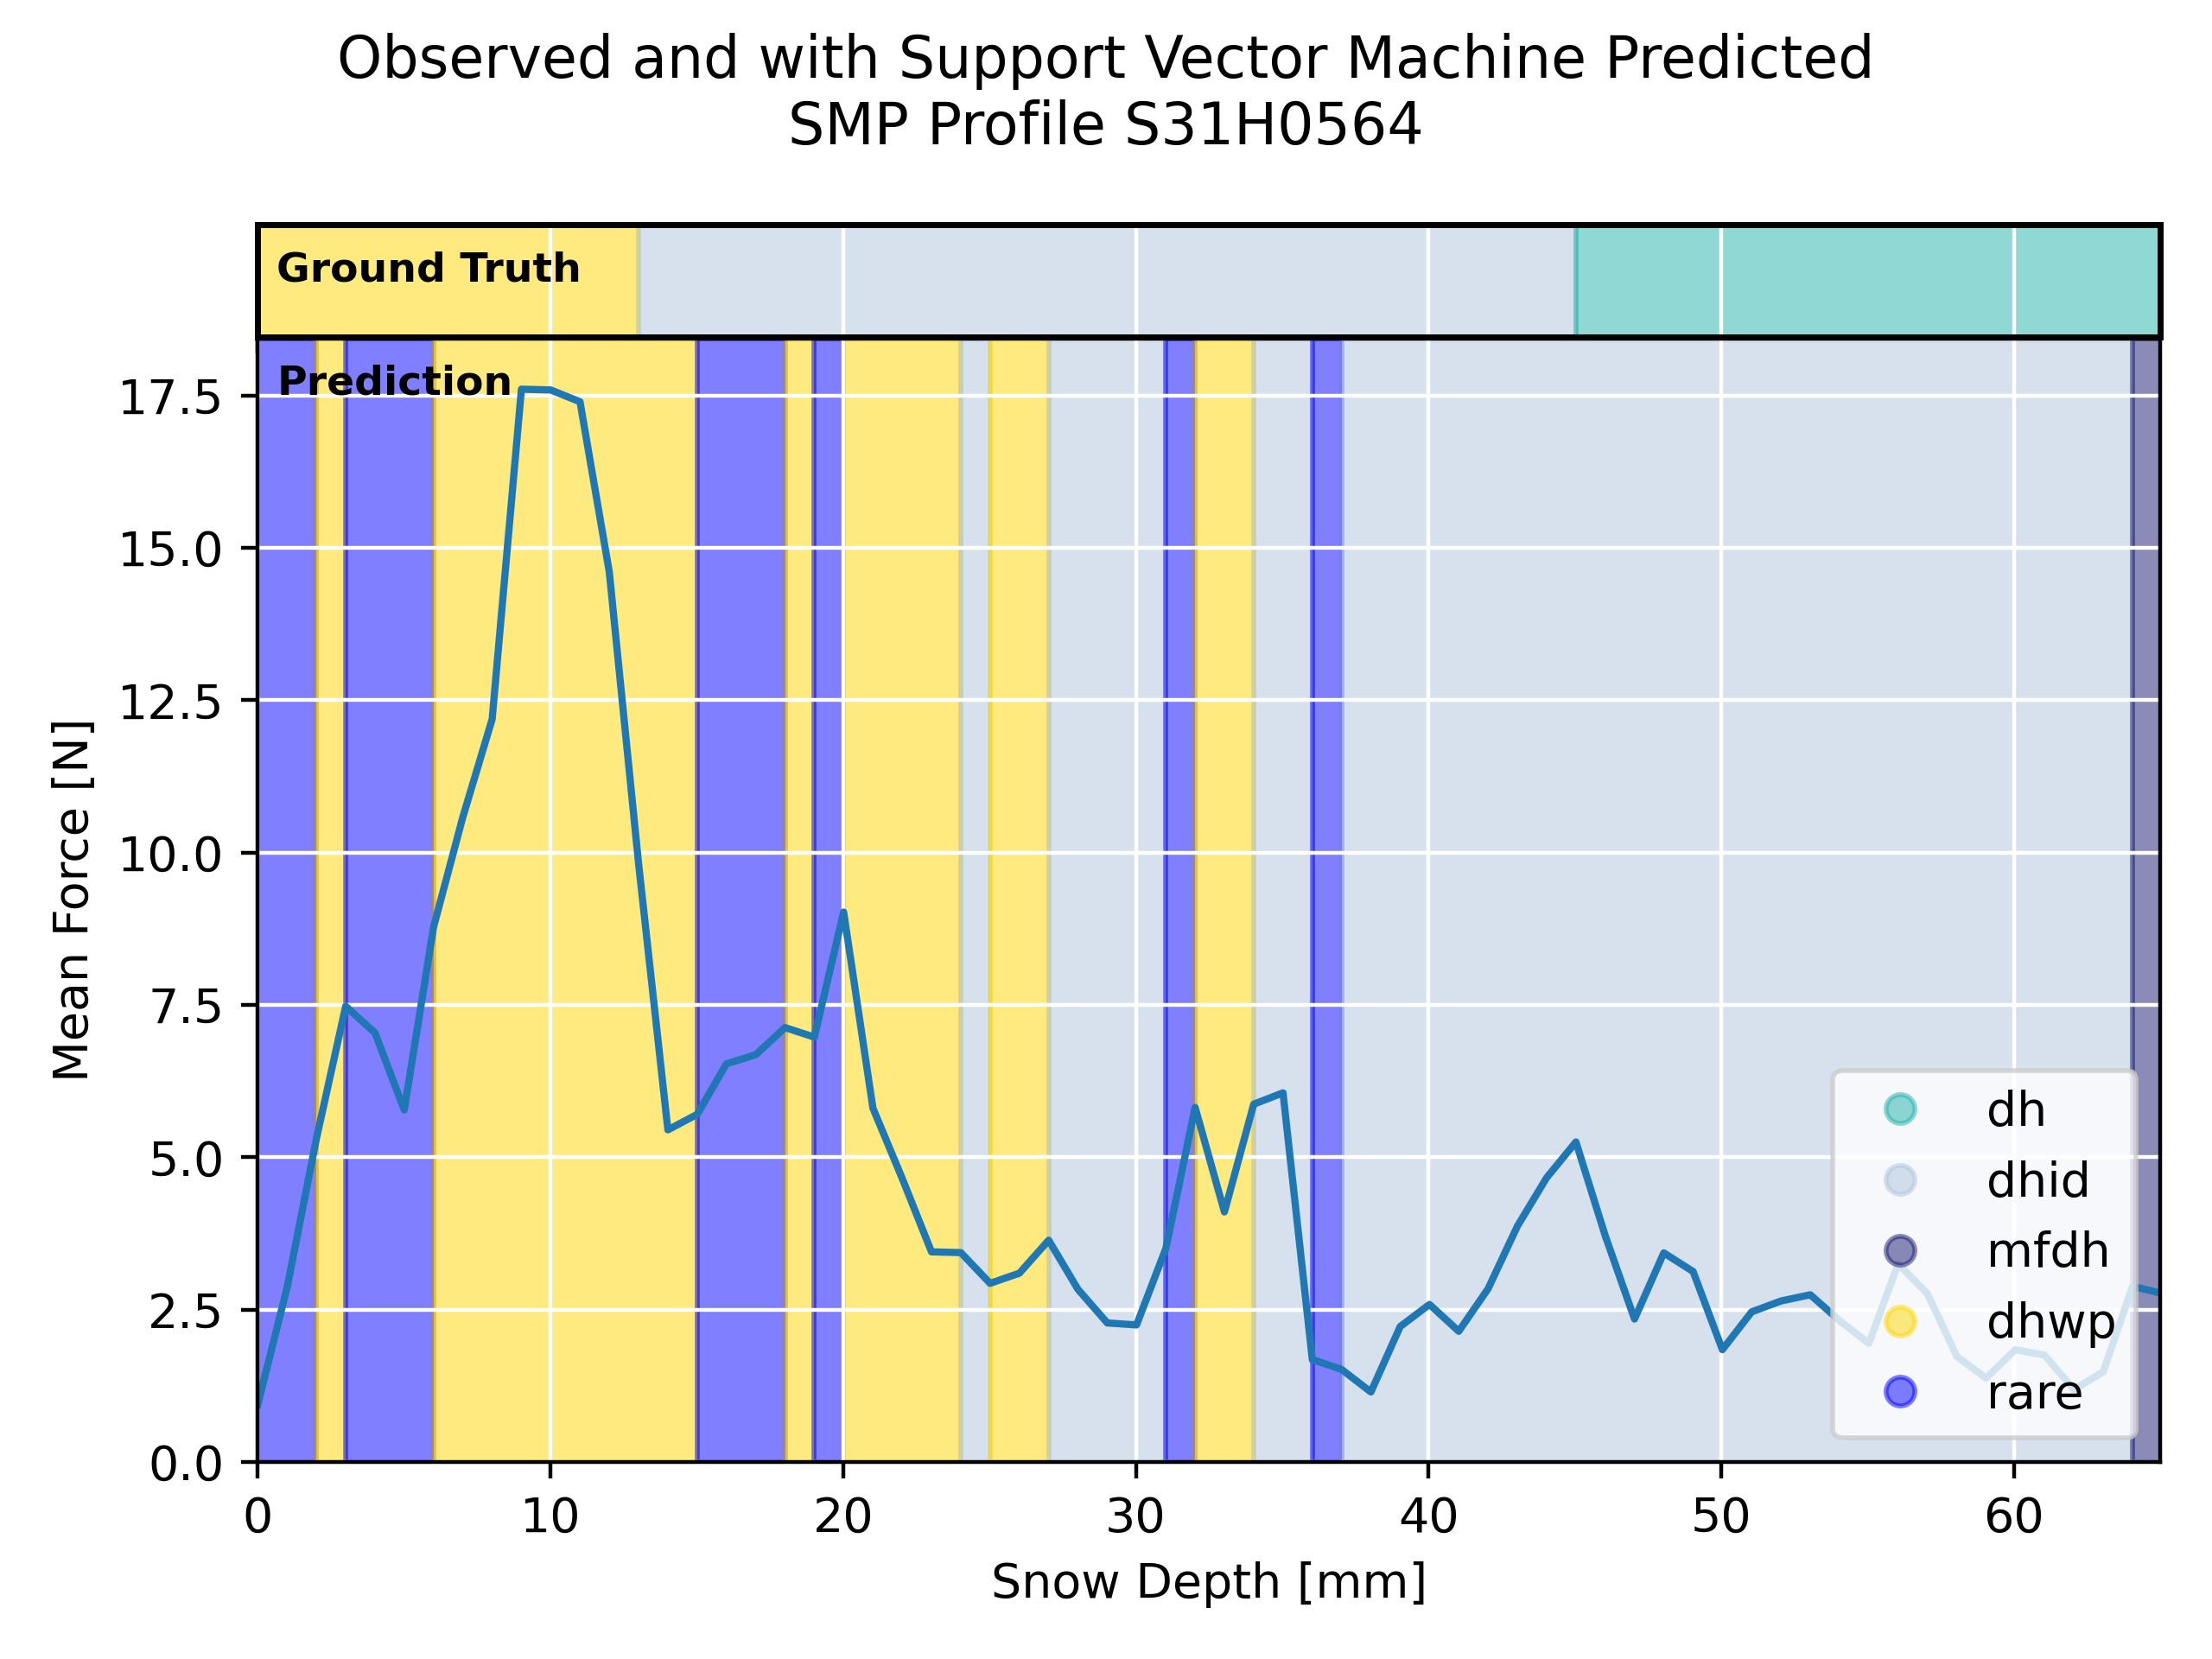 Observed and with Support Vector Machine Predicted
SMP Profile S31H0564
Ground Truth
Prediction
17.5
15.0
12.5
10.0
7.5
5.0
2.5
0.0
Mean Force [N]
dh
dhid
mfdh
dhwp
rare
0 10 20 30 40 50 60
Snow Depth [mm]